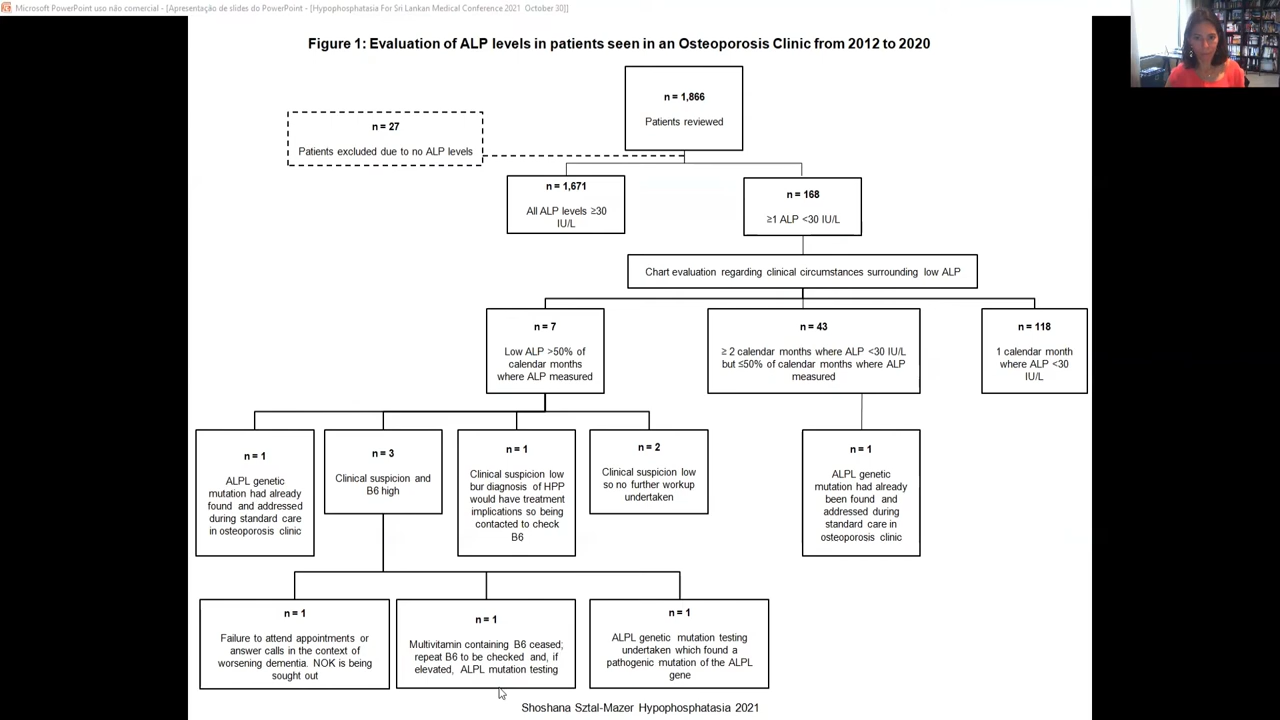 Microsoft PowerPoint uso não comercial - [Apresentação de slides do PowerPoint - [Hypophosphatasia For Sri Lankan Medical Conference 2021 October 30]]
Figure 1: Evaluation of ALP levels in patients seen in an Osteoporosis Clinic from 2012 to 2020
n = 1,866
Patients reviewed
n = 27
Patients excluded due to no ALP levels
n = 1,671
All ALP levels ≥30
IU/L
n = 168
≥1 ALP <30 IU/L
Chart evaluation regarding clinical circumstances surrounding low ALP
n = 7
Low ALP >50% of
calendar months
where ALP measured
n = 43
≥ 2 calendar months where ALP <30 IU/L
but ≤50% of calendar months where ALP
measured
n = 118
1 calendar month
where ALP <30
IU/L
n = 1
ALPL genetic
mutation had already
found and addressed
during standard care
in osteoporosis clinic
n = 3
Clinical suspicion and
B6 high
n = 1
Clinical suspicion low
bur diagnosis of HPP
would have treatment
implications so being
contacted to check
B6
n = 2
Clinical suspicion low
so no further workup
undertaken
n = 1
ALPL genetic
mutation had already
been found and
addressed during
standard care in
osteoporosis clinic
n = 1
Failure to attend appointments or
answer calls in the context of
worsening dementia. NOK is being
sought out
n = 1
Multivitamin containing B6 ceased;
repeat B6 to be checked and, if
elevated, ALPL mutation testing
n = 1
ALPL genetic mutation testing
undertaken which found a
pathogenic mutation of the ALPL
gene
Shoshana Sztal-Mazer Hypophosphatasia 2021